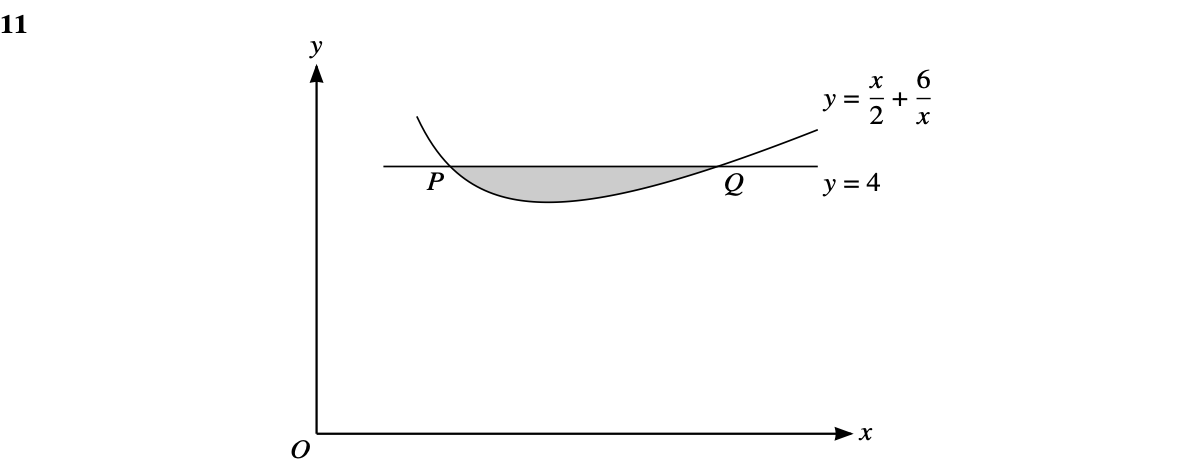 11
y
y = x/2 + 6/x
P
Q
y = 4
x
O